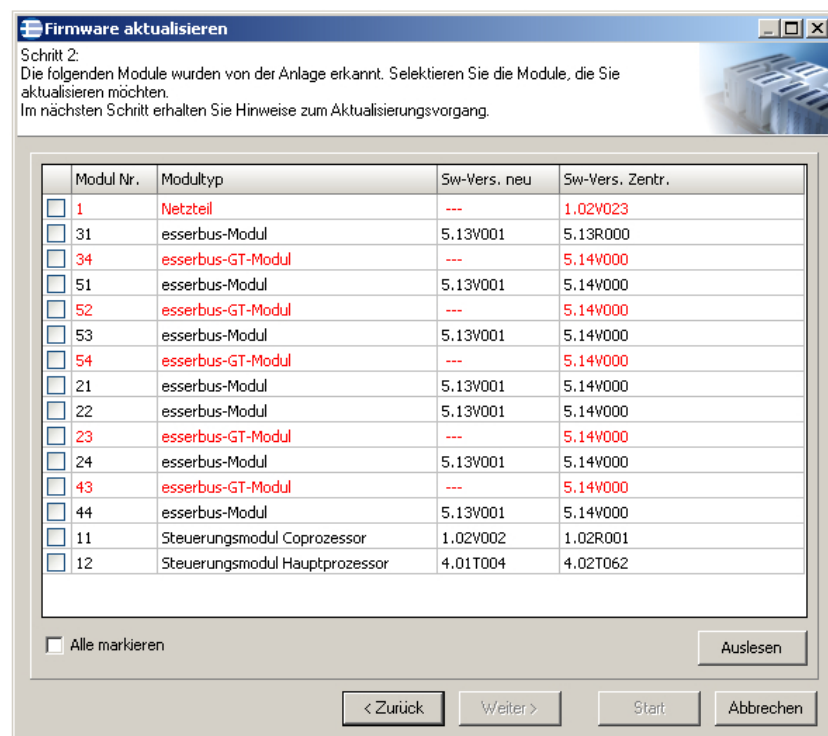 Firmware aktualisieren
Schritt 2:
Die folgenden Module wurden von der Anlage erkannt. Selektieren Sie die Module, die Sie
aktualisieren möchten.
Im nächsten Schritt erhalten Sie Hinweise zum Aktualisierungsvorgang.
Modul Nr. Modultyp Sw-Vers. neu Sw-Vers. Zentr.
1 Netzteil --- 1.02V023
31 esserbus-Modul 5.13V001 5.13R000
34 esserbus-GT-Modul --- 5.14V000
51 esserbus-Modul 5.13V001 5.14V000
52 esserbus-GT-Modul --- 5.14V000
53 esserbus-Modul 5.13V001 5.14V000
54 esserbus-GT-Modul --- 5.14V000
21 esserbus-Modul 5.13V001 5.14V000
22 esserbus-Modul 5.13V001 5.14V000
23 esserbus-GT-Modul --- 5.14V000
24 esserbus-Modul 5.13V001 5.14V000
43 esserbus-GT-Modul --- 5.14V000
44 esserbus-Modul 5.13V001 5.14V000
11 Steuerungsmodul Coprozessor 1.02V002 1.02R001
12 Steuerungsmodul Hauptprozessor 4.01T004 4.02T062
Alle markieren
Auslesen
< Zurück Weiter > Start Abbrechen